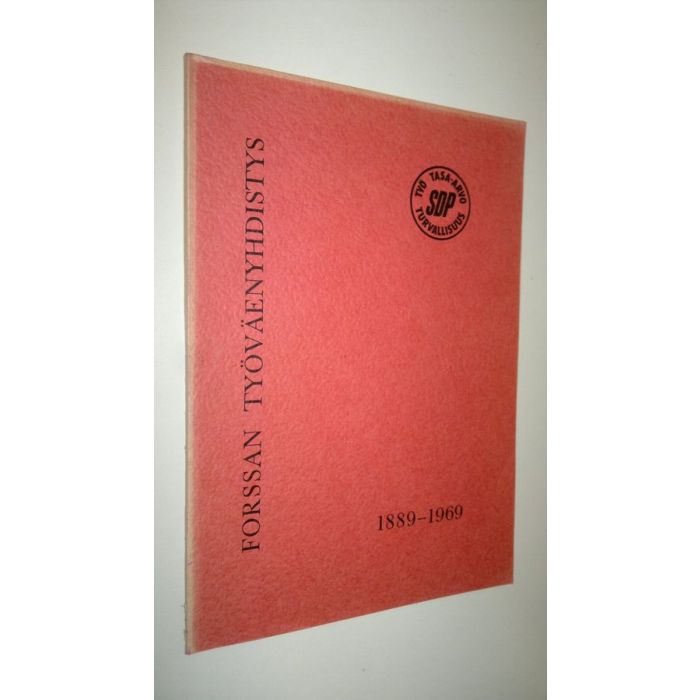 FORSSAN TYÖVÄENYHDISTYS
TYÖ TASA-ARVO
SDP
TURVALLISUUS
1889–1969